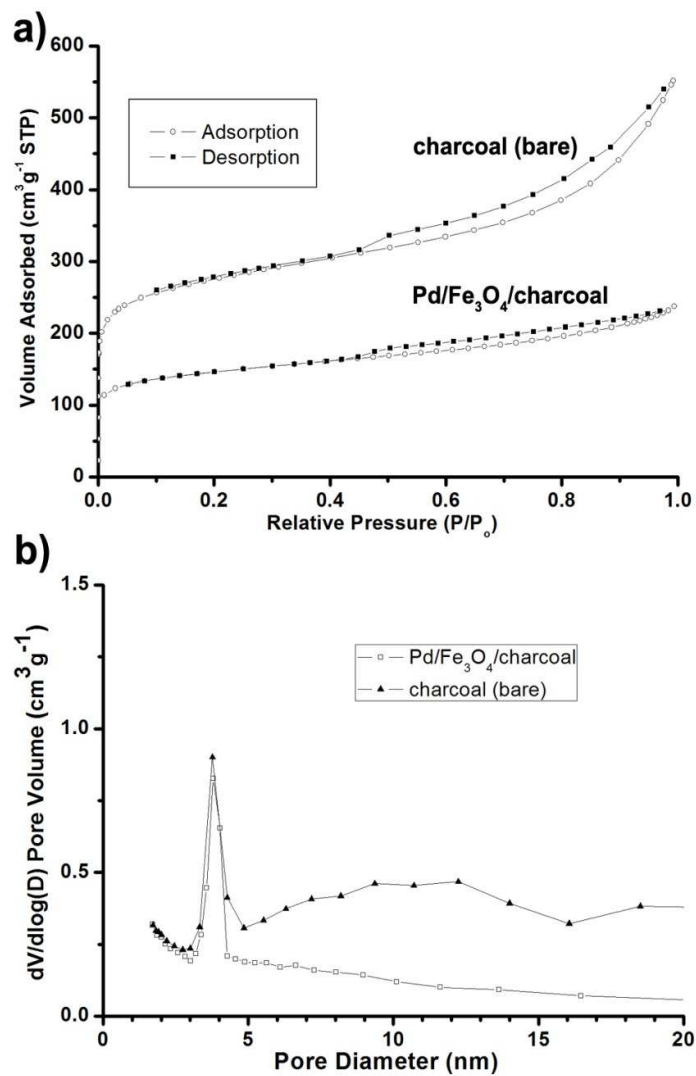 a)
600
500
400
300
200
100
0
Volume Adsorbed (cm³g⁻¹ STP)
Adsorption
Desorption
charcoal (bare)
Pd/Fe₃O₄/charcoal
0.0 0.2 0.4 0.6 0.8 1.0
Relative Pressure (P/Pₒ)
b)
1.5
1.0
0.5
0.0
dV/dlog(D) Pore Volume (cm³g⁻¹)
Pd/Fe₃O₄/charcoal
charcoal (bare)
0 5 10 15 20
Pore Diameter (nm)